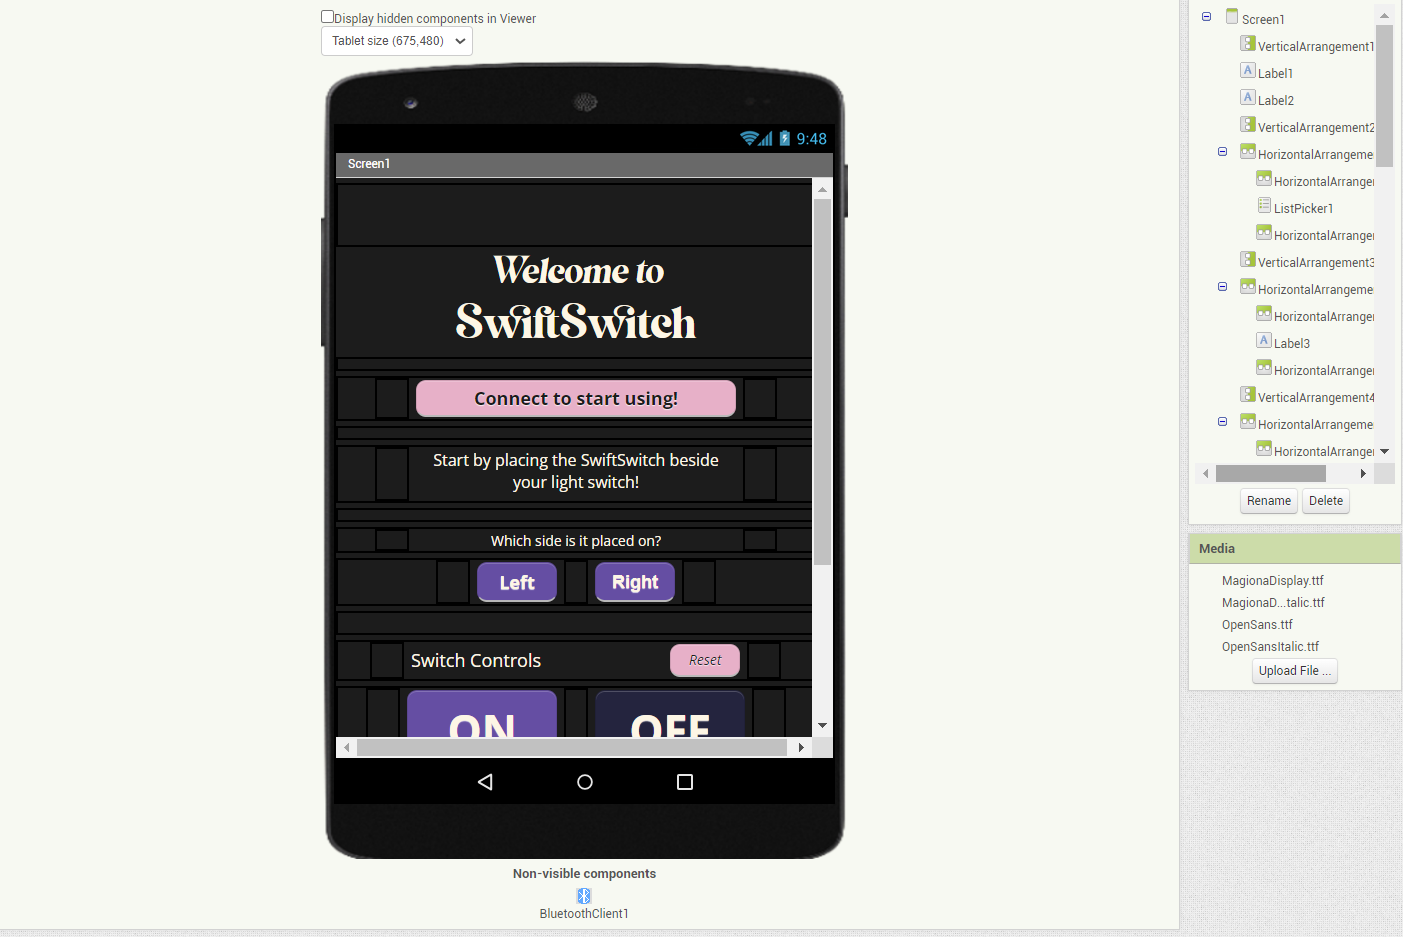 Display hidden components in Viewer
Tablet size (675,480)
9:48
Screen1
Welcome to
SwiftSwitch
Connect to start using!
Start by placing the SwiftSwitch beside
your light switch!
Which side is it placed on?
Left
Right
Switch Controls
Reset
ON
OFF
Non-visible components
BluetoothClient1
Screen1
VerticalArrangement1
Label1
Label2
VerticalArrangement2
HorizontalArrangeme
HorizontalArranger
ListPicker1
HorizontalArranger
VerticalArrangement3
HorizontalArrangeme
HorizontalArranger
Label3
HorizontalArranger
VerticalArrangement4
HorizontalArrangeme
HorizontalArranger
Rename
Delete
Media
MagionaDisplay.ttf
MagionaD...talic.ttf
OpenSans.ttf
OpenSansItalic.ttf
Upload File ...